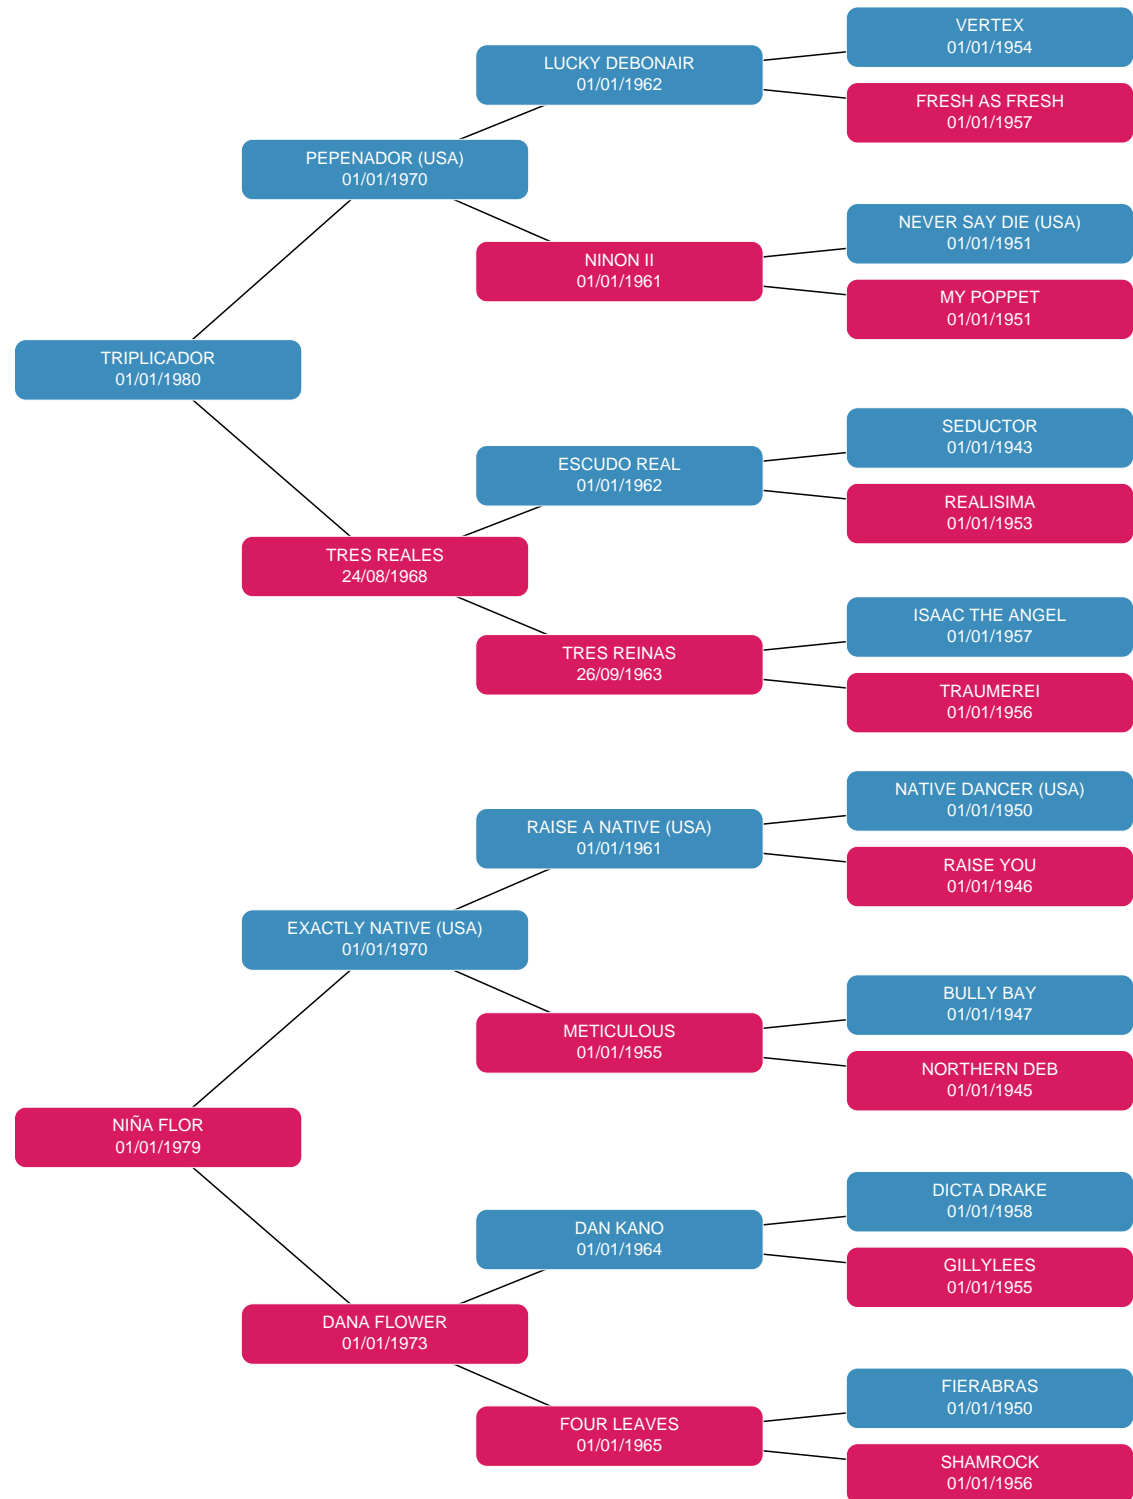 VERTEX
01/01/1954
LUCKY DEBONAIR
01/01/1962
FRESH AS FRESH
01/01/1957
PEPENADOR (USA)
01/01/1970
NEVER SAY DIE (USA)
01/01/1951
NINON II
01/01/1961
MY POPPET
01/01/1951
TRIPLICADOR
01/01/1980
SEDUCTOR
01/01/1943
ESCUDO REAL
01/01/1962
REALISIMA
01/01/1953
TRES REALES
24/08/1968
ISAAC THE ANGEL
01/01/1957
TRES REINAS
26/09/1963
TRAUMEREI
01/01/1956
NATIVE DANCER (USA)
01/01/1950
RAISE A NATIVE (USA)
01/01/1961
RAISE YOU
01/01/1946
EXACTLY NATIVE (USA)
01/01/1970
BULLY BAY
01/01/1947
METICULOUS
01/01/1955
NORTHERN DEB
01/01/1945
NIÑA FLOR
01/01/1979
DICTA DRAKE
01/01/1958
DAN KANO
01/01/1964
GILLYLEES
01/01/1955
DANA FLOWER
01/01/1973
FIERABRAS
01/01/1950
FOUR LEAVES
01/01/1965
SHAMROCK
01/01/1956